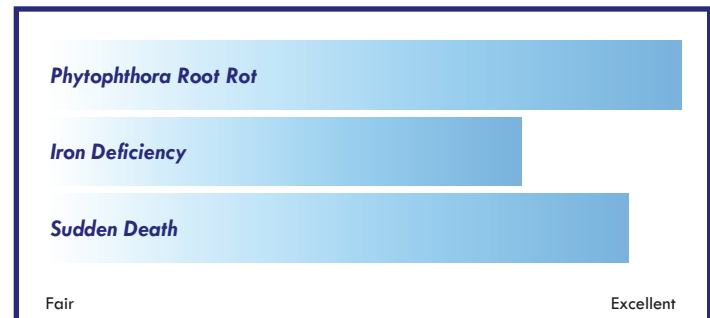 Phytophthora Root Rot
Iron Deficiency
Sudden Death
Fair Excellent